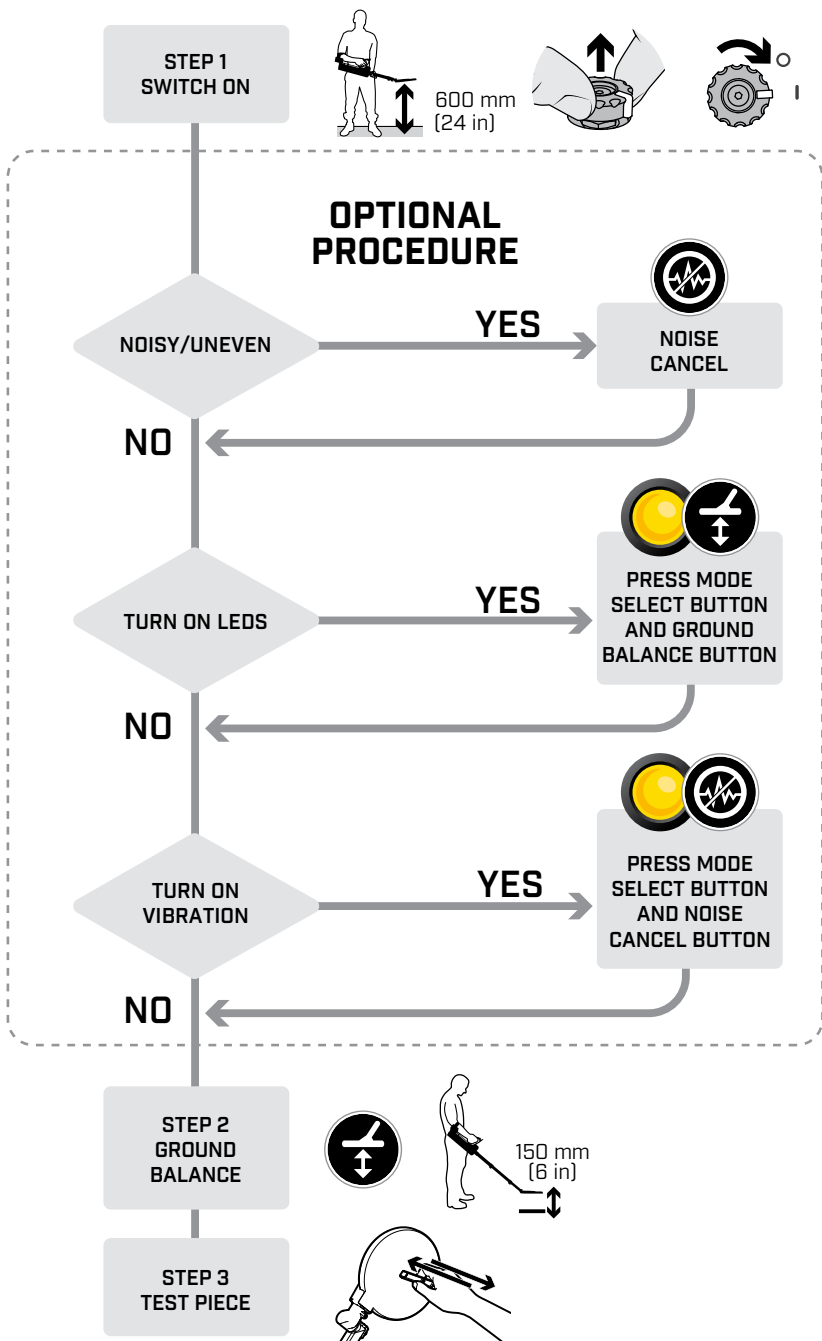 STEP 1
SWITCH ON
600 mm
(24 in)
O
I
OPTIONAL
PROCEDURE
NOISY/UNEVEN
YES
NOISE
CANCEL
NO
TURN ON LEDS
YES
PRESS MODE
SELECT BUTTON
AND GROUND
BALANCE BUTTON
NO
TURN ON
VIBRATION
YES
PRESS MODE
SELECT BUTTON
AND NOISE
CANCEL BUTTON
NO
STEP 2
GROUND
BALANCE
150 mm
(6 in)
STEP 3
TEST PIECE